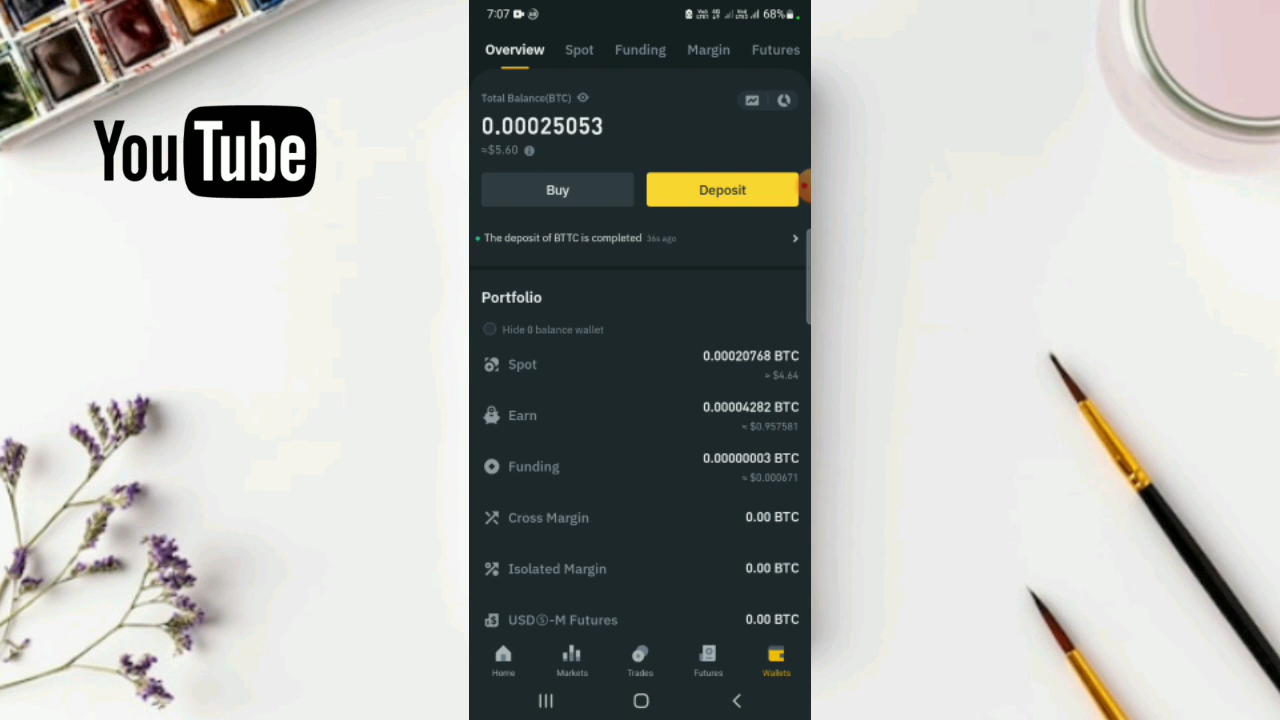 YouTube
7:07
68%
Overview Spot Funding Margin Futures
Total Balance(BTC)
0.00025053
≈$5.60
Buy Deposit
The deposit of BTTC is completed 36s ago
Portfolio
Hide 0 balance wallet
Spot 0.00020768 BTC
≈ $4.64
Earn 0.00004282 BTC
≈ $0.957581
Funding 0.00000003 BTC
≈ $0.000671
Cross Margin 0.00 BTC
Isolated Margin 0.00 BTC
USDⓈ-M Futures 0.00 BTC
Home Markets Trades Futures Wallets